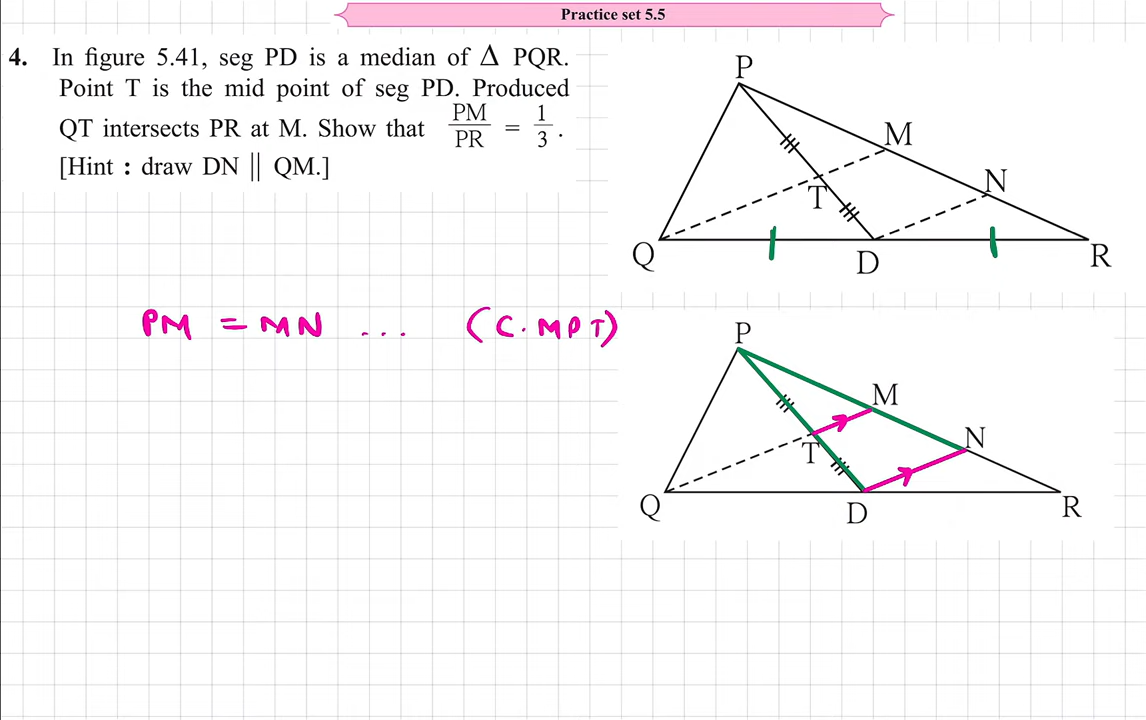 Practice set 5.5
4. In figure 5.41, seg PD is a median of Δ PQR.
Point T is the mid point of seg PD. Produced
QT intersects PR at M. Show that PM/PR = 1/3.
[Hint : draw DN || QM.]
P
M
N
T
Q
D
R
PM = MN ... (C.MPT)
P
M
N
T
Q
D
R